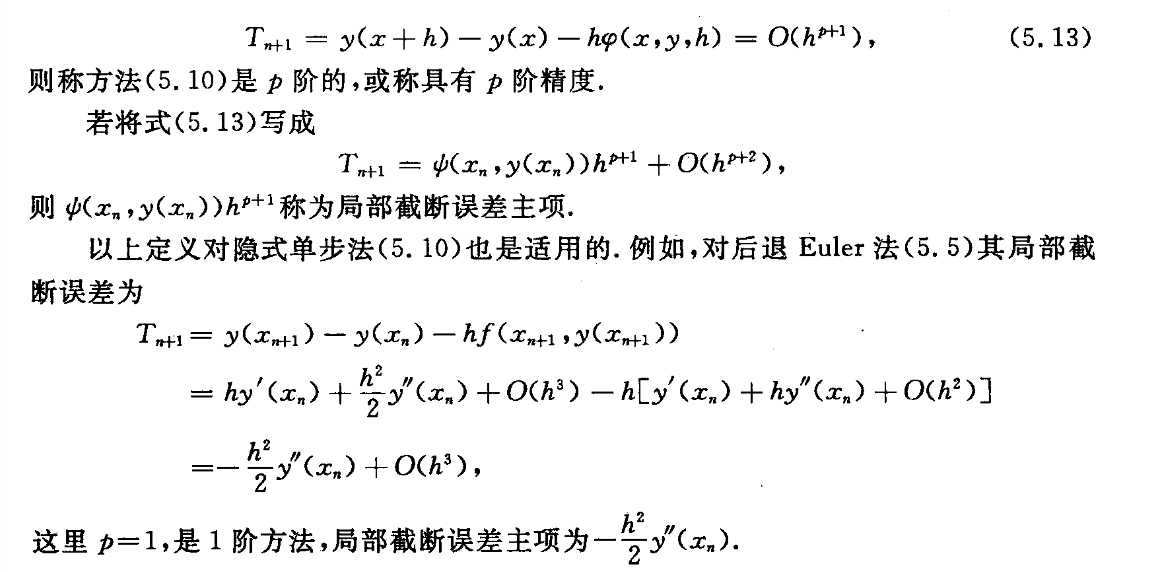 T_{n+1} = y(x+h) − y(x) − hφ(x,y,h) = O(h^{p+1}), (5.13)
则称方法(5.10)是 p 阶的,或称具有 p 阶精度.
若将式(5.13)写成
T_{n+1} = ψ(x_n,y(x_n))h^{p+1} + O(h^{p+2}),
则 ψ(x_n,y(x_n))h^{p+1}称为局部截断误差主项.
以上定义对隐式单步法(5.10)也是适用的. 例如,对后退 Euler 法(5.5)其局部截
断误差为
T_{n+1} = y(x_{n+1}) − y(x_n) − hf(x_{n+1},y(x_{n+1}))
= hy′(x_n) + \frac{h^2}{2}y″(x_n) + O(h^3) − h[y′(x_n) + hy″(x_n) + O(h^2)]
= −\frac{h^2}{2}y″(x_n) + O(h^3),
这里 p=1,是 1 阶方法,局部截断误差主项为−\frac{h^2}{2}y″(x_n).